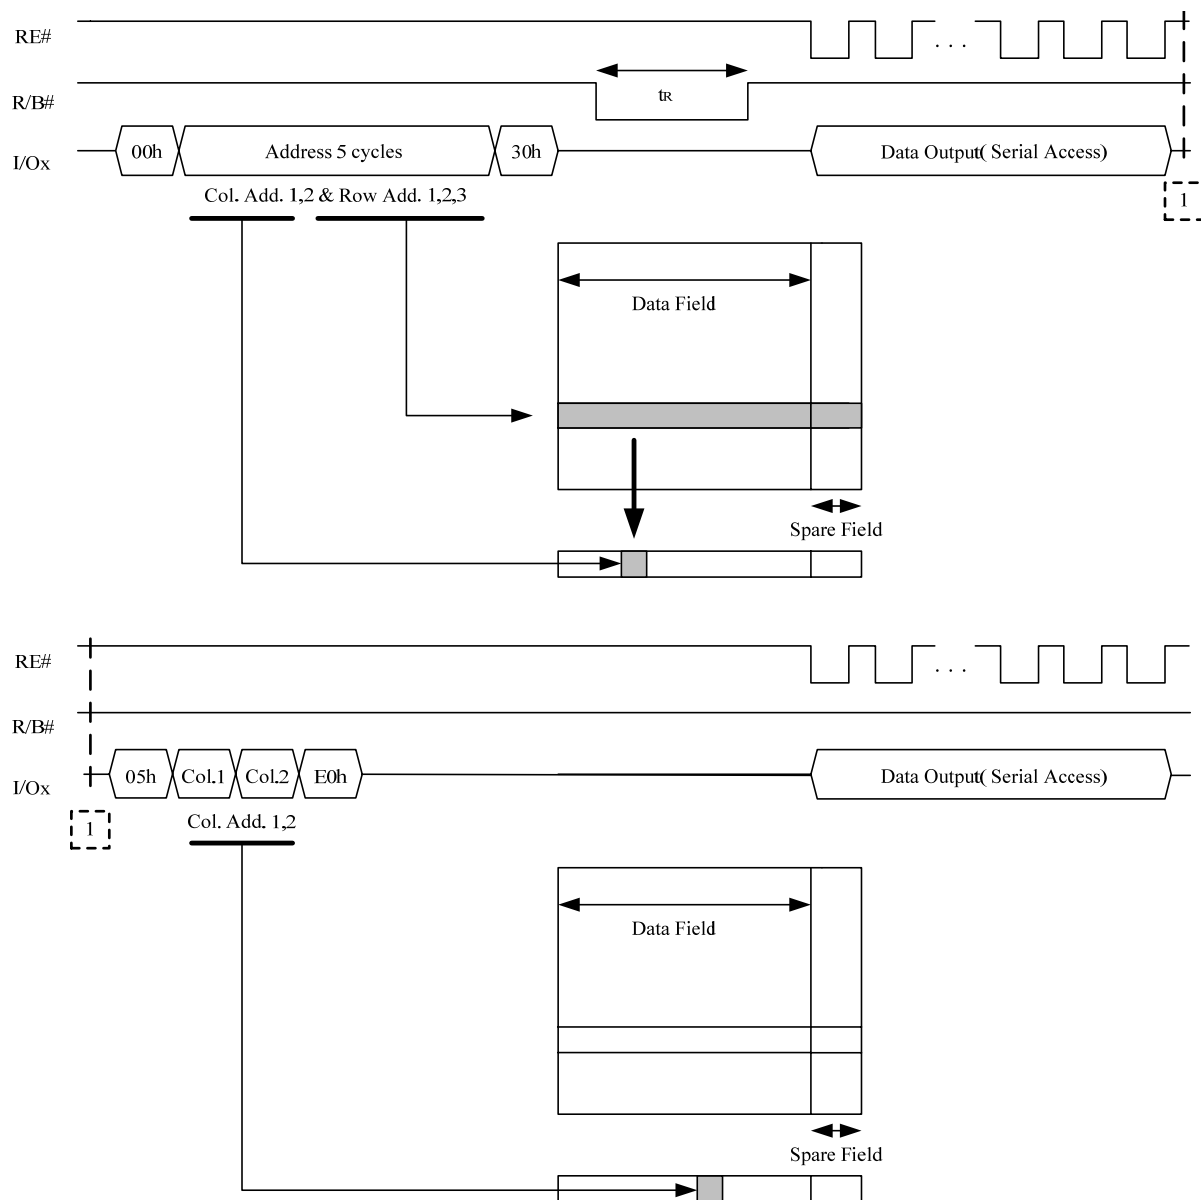 RE#
. . .
R/B#
tR
I/Ox
00h
Address 5 cycles
30h
Data Output( Serial Access)
Col. Add. 1,2 & Row Add. 1,2,3
1
Data Field
Spare Field
RE#
. . .
R/B#
I/Ox
05h
Col.1
Col.2
E0h
Data Output( Serial Access)
1
Col. Add. 1,2
Data Field
Spare Field